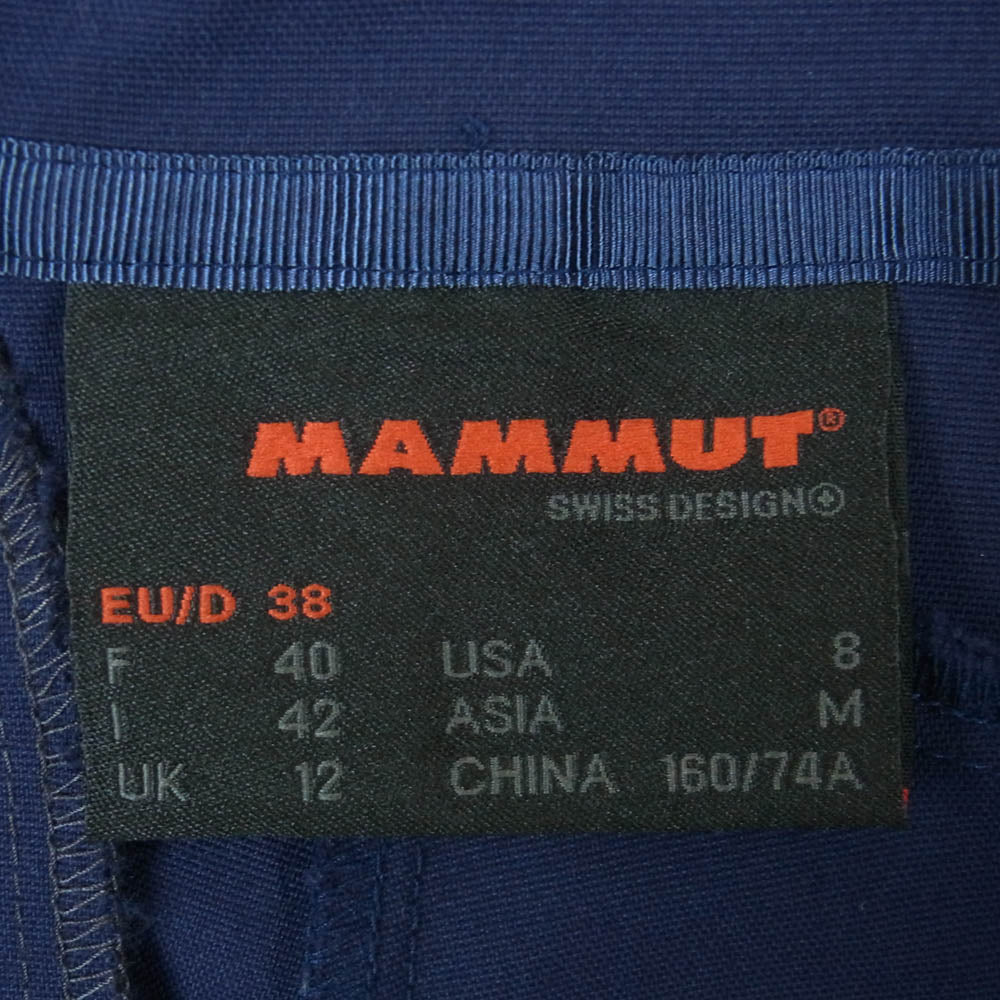 MAMMUT®
SWISS DESIGN
EU/D 38
F 40 USA 8
I 42 ASIA M
UK 12 CHINA 160/74A